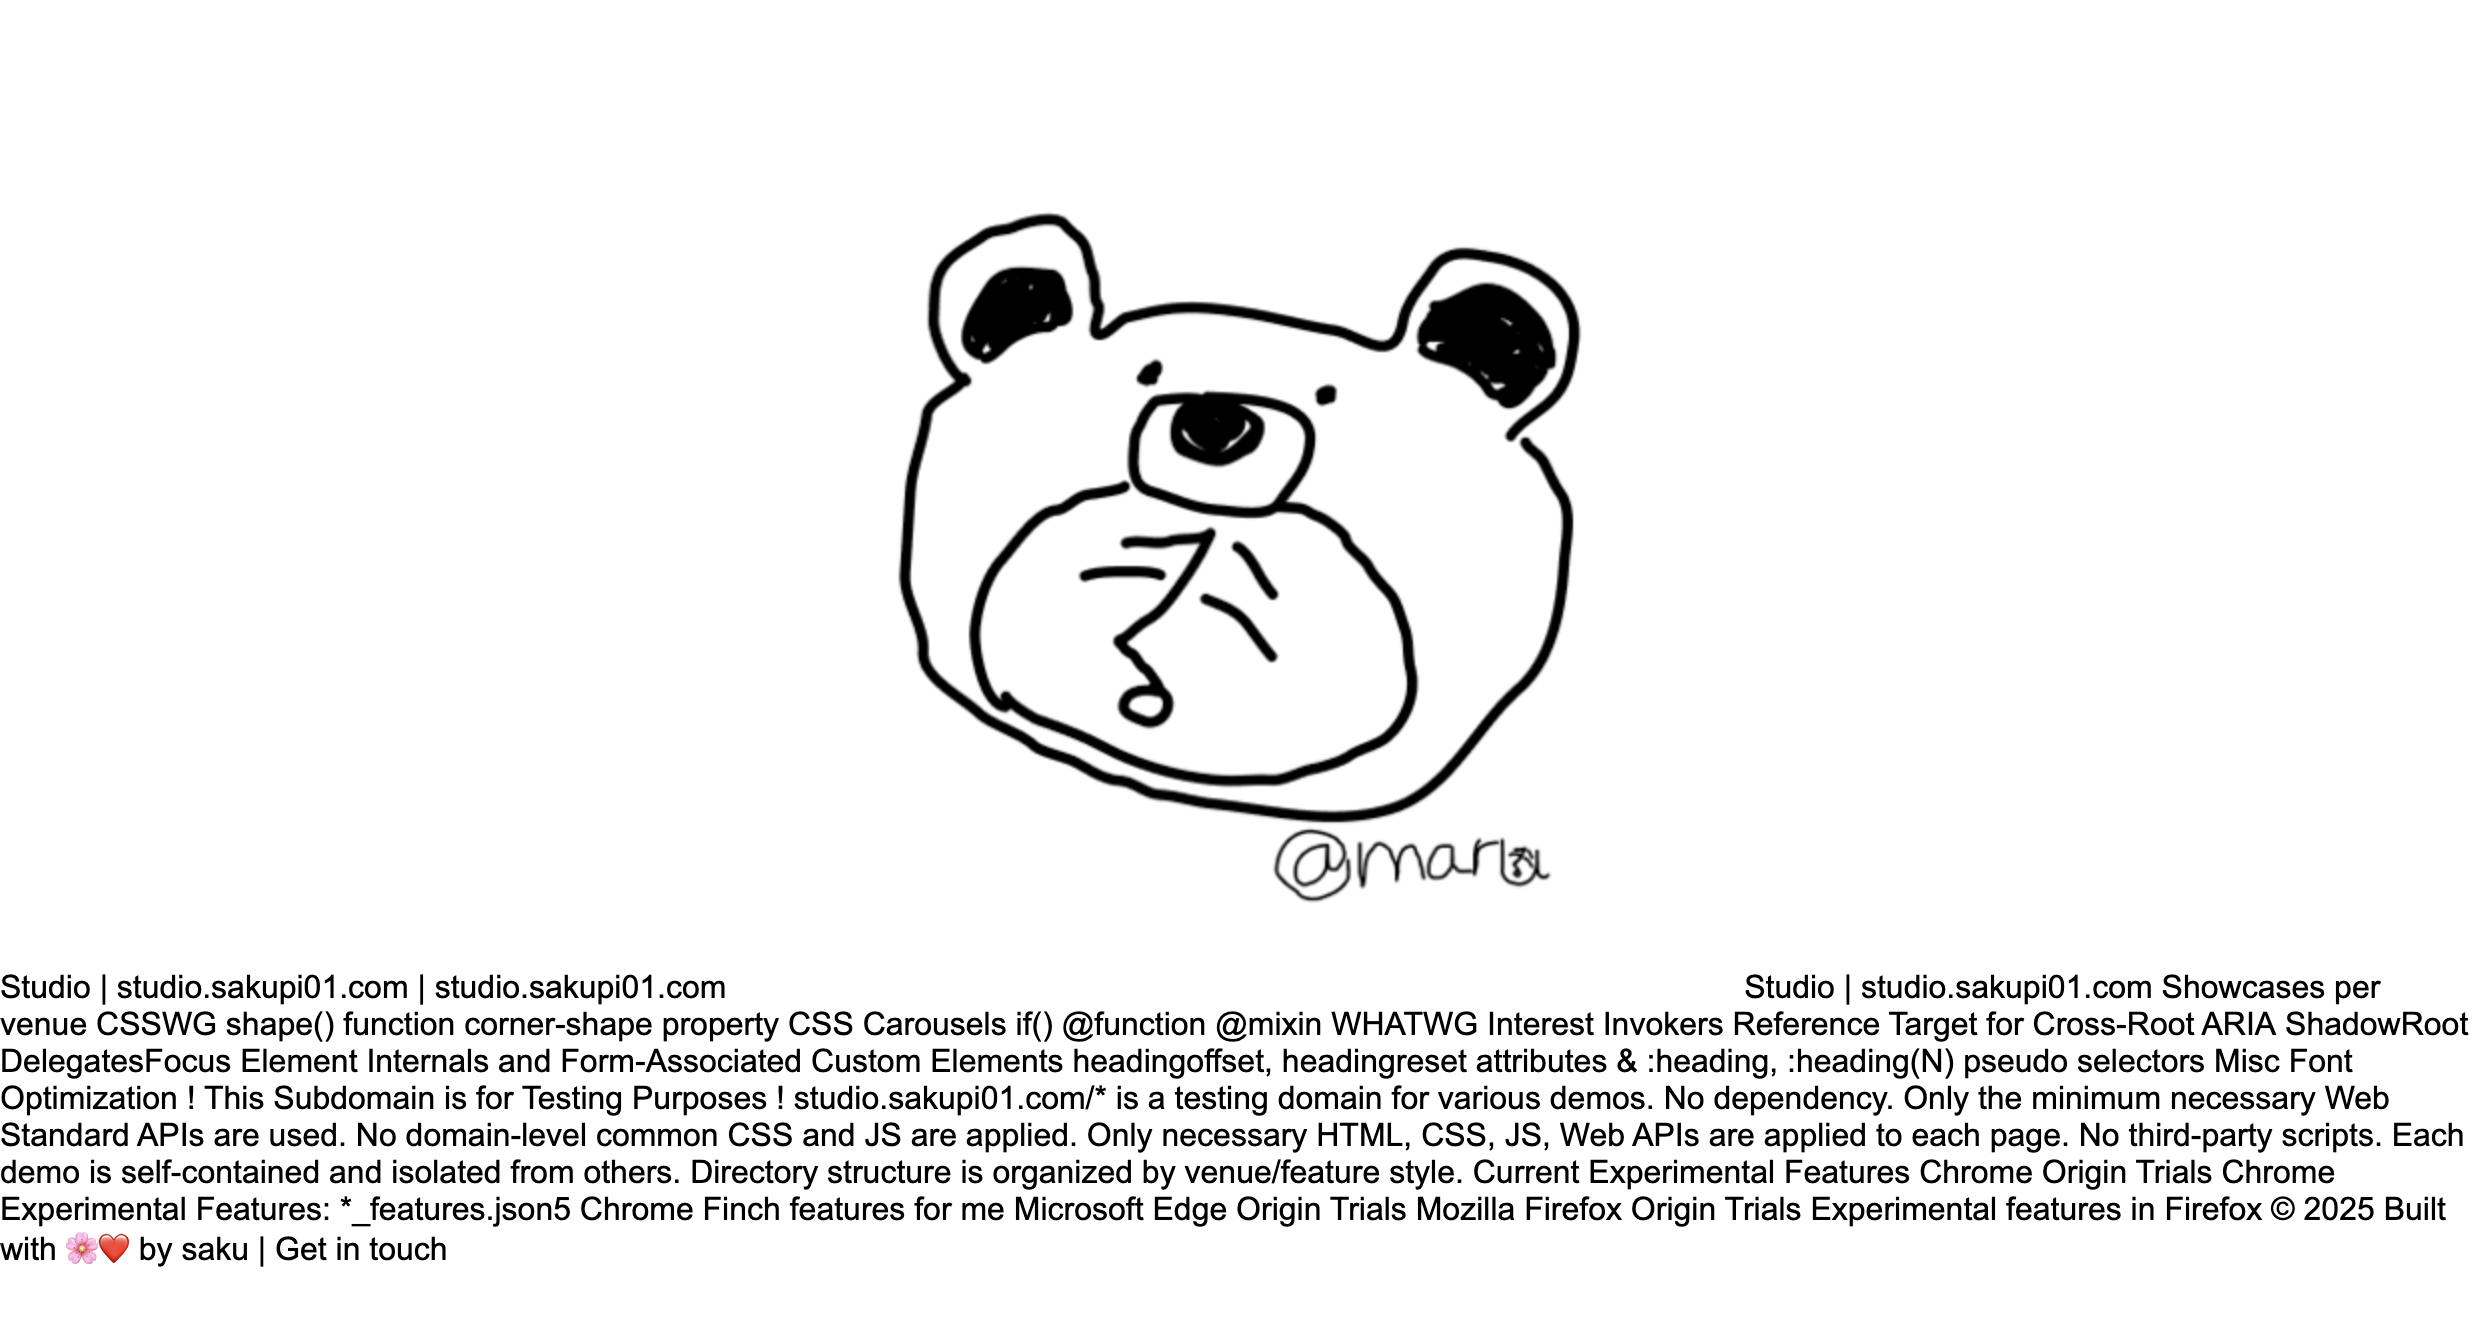 @maru
Studio | studio.sakupi01.com | studio.sakupi01.com Studio | studio.sakupi01.com Showcases per
venue CSSWG shape() function corner-shape property CSS Carousels if() @function @mixin WHATWG Interest Invokers Reference Target for Cross-Root ARIA ShadowRoot
DelegatesFocus Element Internals and Form-Associated Custom Elements headingoffset, headingreset attributes & :heading, :heading(N) pseudo selectors Misc Font
Optimization ! This Subdomain is for Testing Purposes ! studio.sakupi01.com/* is a testing domain for various demos. No dependency. Only the minimum necessary Web
Standard APIs are used. No domain-level common CSS and JS are applied. Only necessary HTML, CSS, JS, Web APIs are applied to each page. No third-party scripts. Each
demo is self-contained and isolated from others. Directory structure is organized by venue/feature style. Current Experimental Features Chrome Origin Trials Chrome
Experimental Features: *_features.json5 Chrome Finch features for me Microsoft Edge Origin Trials Mozilla Firefox Origin Trials Experimental features in Firefox © 2025 Built
with 🌸❤️ by saku | Get in touch